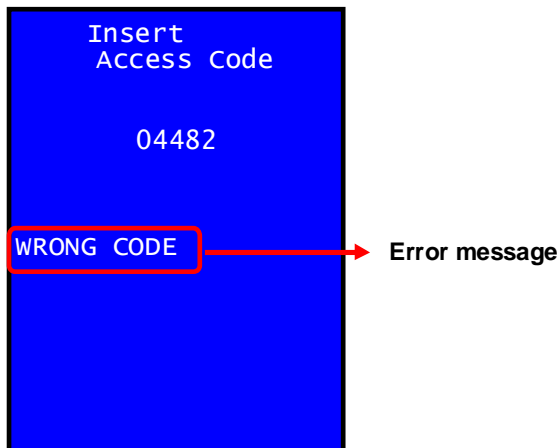 Insert
Access Code
04482
WRONG CODE
Error message